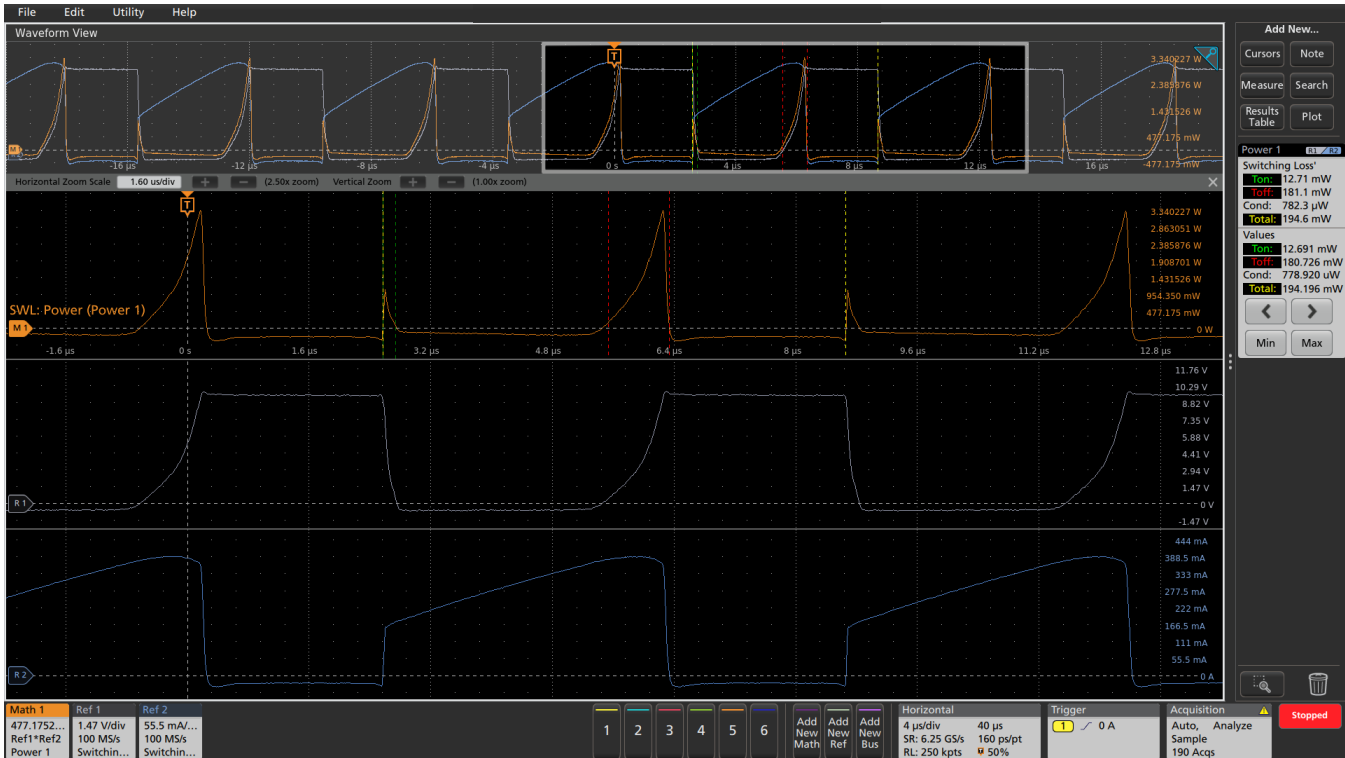 File Edit Utility Help
Waveform View
Add New...
Cursors Note
Measure Search
Results Table Plot
T
3.340227 W
2.385876 W
1.431526 W
477.175 mW
-477.175 mW
M
-16 µs -12 µs -8 µs -4 µs 0 s 4 µs 8 µs 12 µs 16 µs
Horizontal Zoom Scale 1.60 us/div + - (2.50x zoom) Vertical Zoom + - (1.00x zoom)
T
3.340227 W
2.863051 W
2.385876 W
1.908701 W
1.431526 W
954.350 mW
477.175 mW
0 W
SWL: Power (Power 1)
M 1
-1.6 µs 0 s 1.6 µs 3.2 µs 4.8 µs 6.4 µs 8 µs 9.6 µs 11.2 µs 12.8 µs
11.76 V
10.29 V
8.82 V
7.35 V
5.88 V
4.41 V
2.94 V
1.47 V
R 1
0 V
-1.47 V
444 mA
388.5 mA
333 mA
277.5 mA
222 mA
166.5 mA
111 mA
55.5 mA
R 2
0 A
Power 1 R1 / R2
Switching Loss'
Ton: 12.71 mW
Toff: 181.1 mW
Cond: 782.3 µW
Total: 194.6 mW
Values
Ton: 12.691 mW
Toff: 180.726 mW
Cond: 778.920 uW
Total: 194.196 mW
Min Max
Math 1
477.1752...
Ref1*Ref2
Power 1
Ref 1
1.47 V/div
100 MS/s
Switchin...
Ref 2
55.5 mA/...
100 MS/s
Switchin...
1 2 3 4 5 6
Add New Math
Add New Ref
Add New Bus
Horizontal
4 µs/div 40 µs
SR: 6.25 GS/s 160 ps/pt
RL: 250 kpts 50%
Trigger
1 0 A
Acquisition
Auto, Analyze
Sample
190 Acqs
Stopped